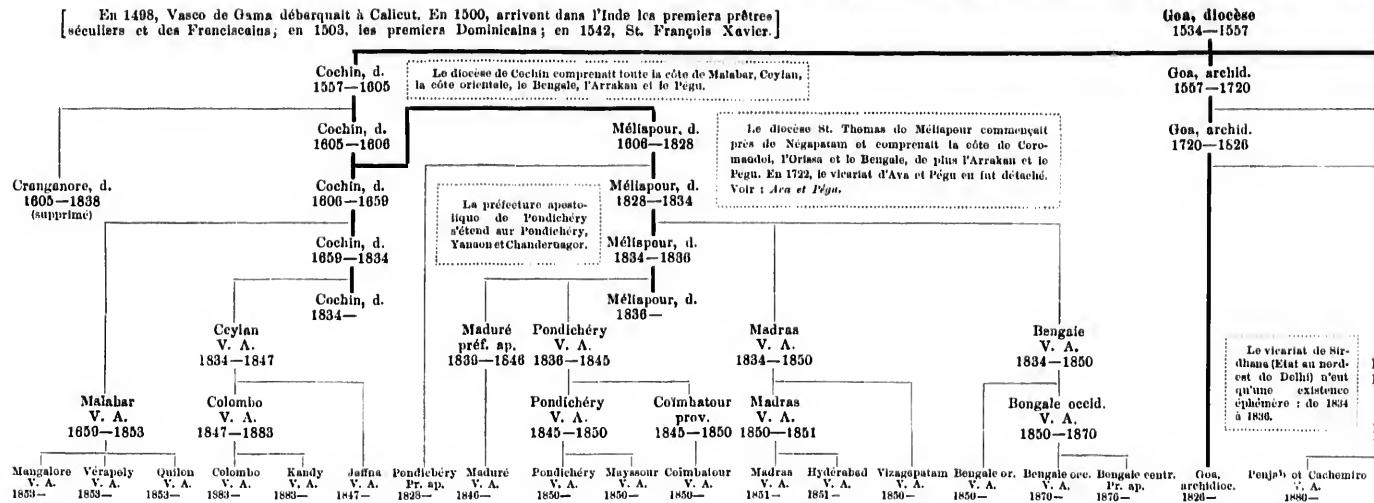 En 1498, Vasco de Gama débarquait à Calicut. En 1500, arrivent dans l'Inde les premiers prêtres
séculiers et des Franciscains; en 1503, les premiers Dominicains; en 1542, St. François Xavier.
Goa, diocèse
1534—1557
Cochin, d.
1557—1605
Le diocèse de Cochin comprenait toute la côte de Malabar, Ceylan,
la côte orientale, le Bengale, l'Arrakan et le Pégu.
Goa, archid.
1557—1720
Cochin, d.
1605—1606
Méliapour, d.
1606—1828
Le diocèse St. Thomas de Méliapour commençait
près de Négapatam et comprenait la côte de Coro-
mandel, l'Orissa et le Bengale, de plus l'Arrakan et le
Pegu. En 1722, le vicariat d'Ava et Pégu en fut détaché.
Voir : Ava et Pégu.
Goa, archid.
1720—1826
Cranganore, d.
1605—1838
(supprimé)
Cochin, d.
1606—1659
La préfecture aposto-
lique de Pondichéry
s'étend sur Pondichéry,
Yanaon et Chandernagor.
Méliapour, d.
1828—1834
Cochin, d.
1659—1834
Méliapour, d.
1834—1836
Cochin, d.
1834—
Méliapour, d.
1836—
Ceylan
V. A.
1834—1847
Maduré
préf. ap.
1839—1846
Pondichéry
V. A.
1836—1845
Madras
V. A.
1834—1850
Bengale
V. A.
1834—1850
Le vicariat de Sir-
dhana (Etat au nord-
est de Delhi) n'eut
qu'une existence
éphémère : de 1834
à 1836.
Malabar
V. A.
1659—1853
Colombo
V. A.
1847—1883
Pondichéry
V. A.
1845—1850
Coïmbatour
prov.
1845—1850
Madras
V. A.
1850—1851
Bengale occid.
V. A.
1850—1870
Mangalore
V. A.
1853—
Vérapoly
V. A.
1853—
Quilon
V. A.
1853—
Colombo
V. A.
1883—
Kandy
V. A.
1883—
Jaffna
V. A.
1847—
Pondichéry
Pr. ap.
1828—
Maduré
V. A.
1846—
Pondichéry
V. A.
1850—
Mayssour
V. A.
1850—
Coïmbatour
V. A.
1850—
Madras
V. A.
1851—
Hydérabad
V. A.
1851—
Vizagapatam
V. A.
1850—
Bengale or.
V. A.
1850—
Bengale occ.
V. A.
1870—
Bengale centr.
Pr. ap.
1870—
Goa,
archidioc.
1826—
Penjab et Cachemire
V. A.
1880—